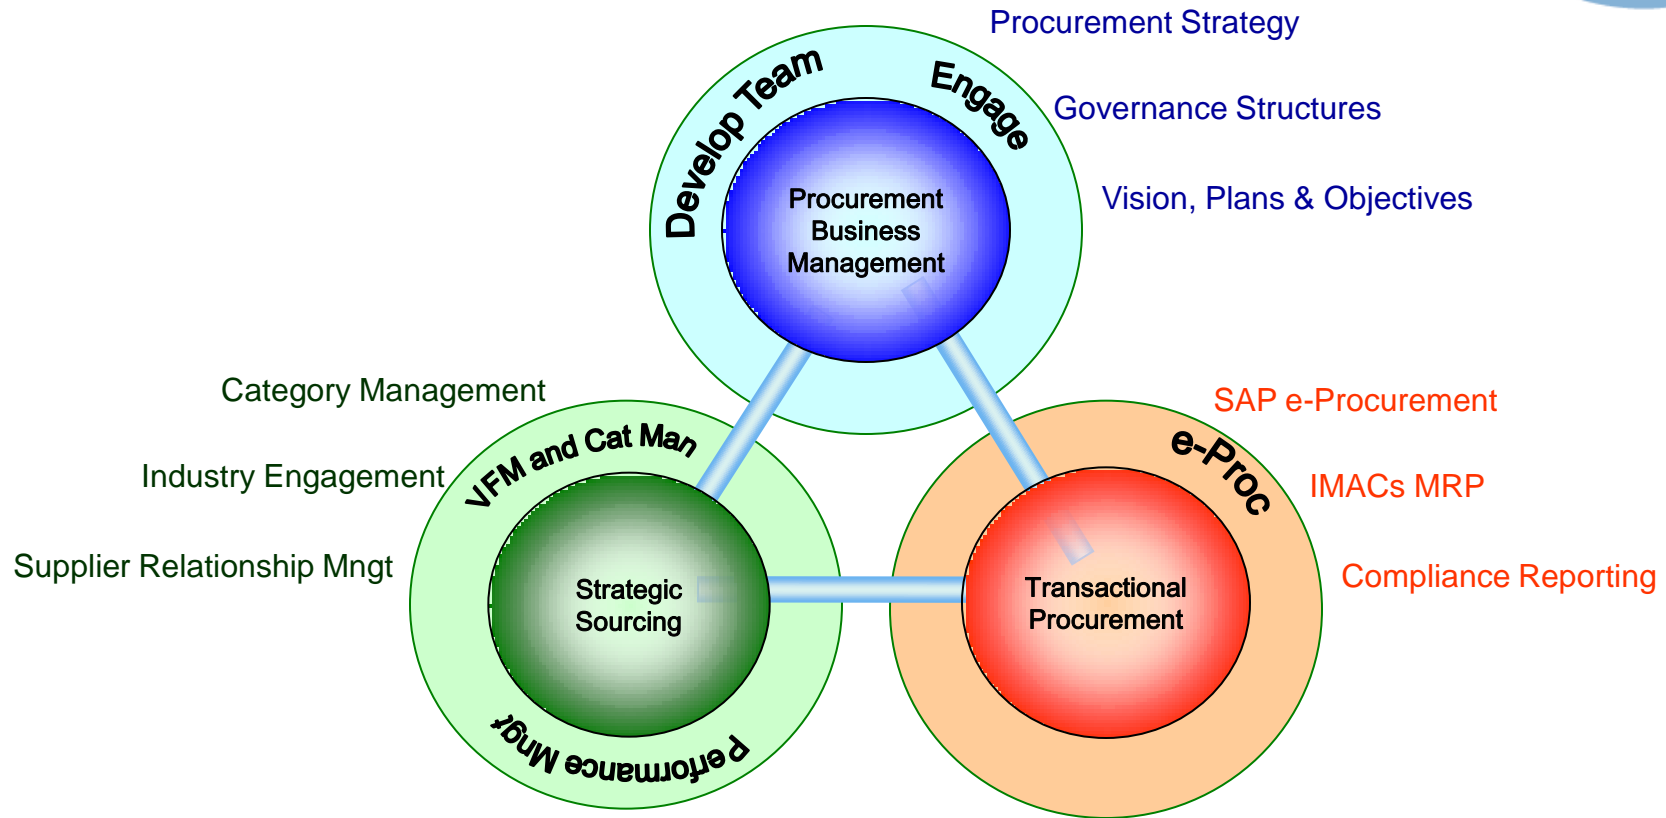 Procurement Strategy
Develop Team
Engage
Governance Structures
Procurement
Business
Management
Vision, Plans & Objectives
Category Management
Industry Engagement
Supplier Relationship Mngt
VFM and Cat Man
Strategic
Sourcing
Performance Mngt
SAP e-Procurement
e-Proc
IMACs MRP
Compliance Reporting
Transactional
Procurement